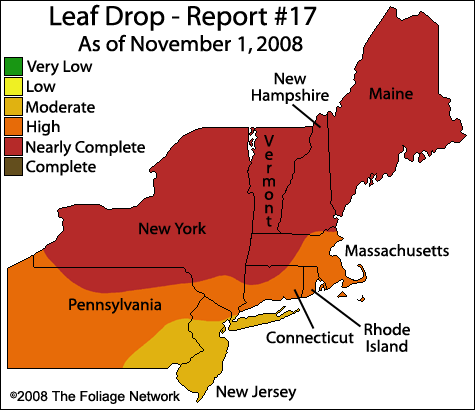 Leaf Drop - Report #17
As of November 1, 2008
Very Low
Low
Moderate
High
Nearly Complete
Complete
New
Hampshire
Maine
Vermont
New York
Massachusetts
Pennsylvania
Connecticut
Rhode
Island
New Jersey
©2008 The Foliage Network